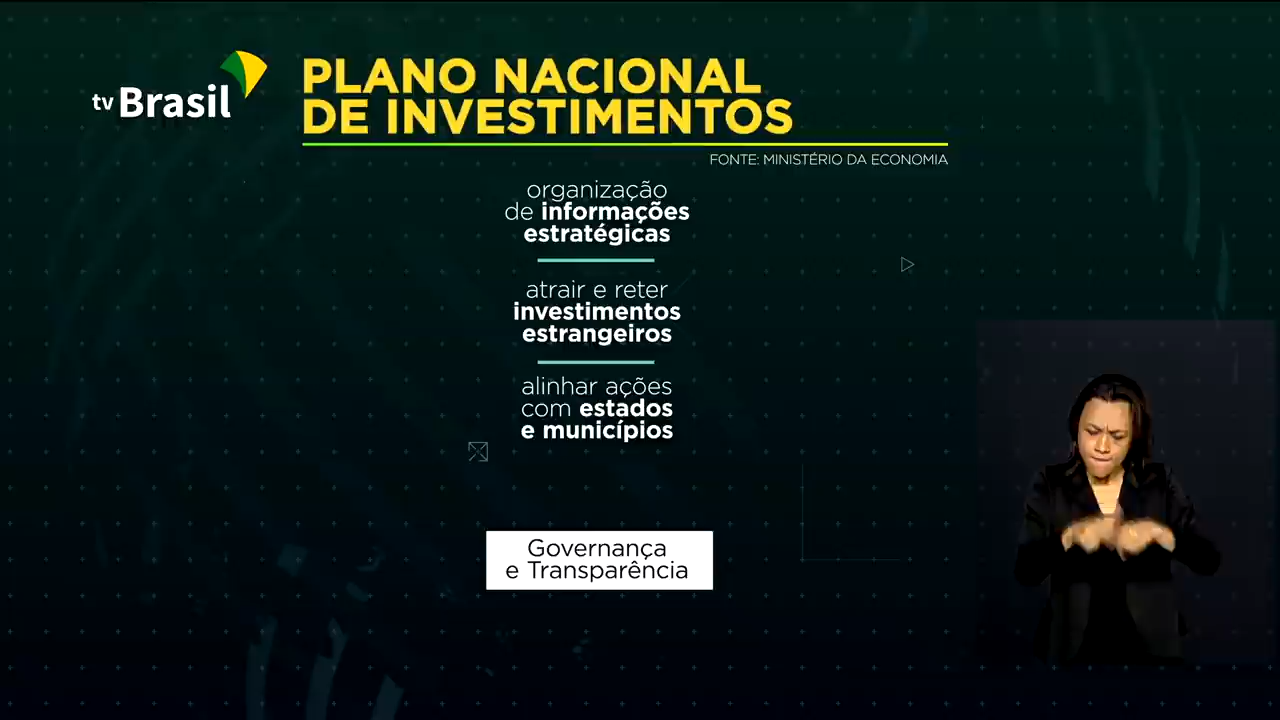 tv Brasil
PLANO NACIONAL
DE INVESTIMENTOS
FONTE: MINISTÉRIO DA ECONOMIA
organização
de informações
estratégicas
atrair e reter
investimentos
estrangeiros
alinhar ações
com estados
e municípios
Governança
e Transparência